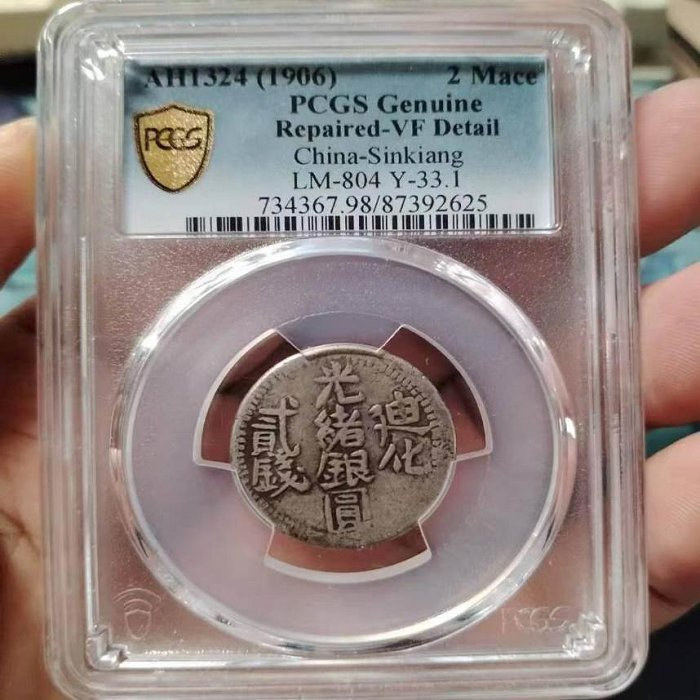 AH1324 (1906) 2 Mace
PCGS Genuine
Repaired-VF Detail
China-Sinkiang
LM-804 Y-33.1
734367.98/87392625
PCGS
迪化
光緒銀圓
貳錢
PCGS